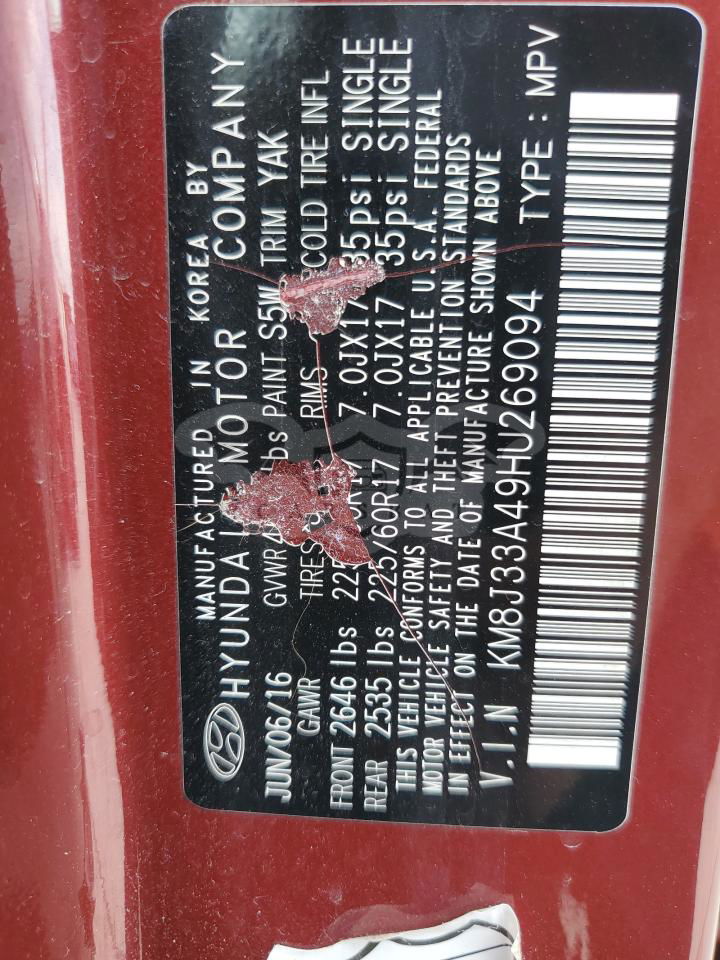 MANUFACTURED IN KOREA BY
HYUNDAI MOTOR COMPANY
JUN/06/16 GVWR lbs PAINT S5W TRIM YAK
GAWR TIRES RIMS COLD TIRE INFL
FRONT 2646 lbs 7.0JX17 35psi SINGLE
REAR 2535 lbs 225/60R17 7.0JX17 35psi SINGLE
THIS VEHICLE CONFORMS TO ALL APPLICABLE U.S.A. FEDERAL
MOTOR VEHICLE SAFETY AND THEFT PREVENTION STANDARDS
IN EFFECT ON THE DATE OF MANUFACTURE SHOWN ABOVE
V.I.N KM8J33A49HU269094 TYPE : MPV